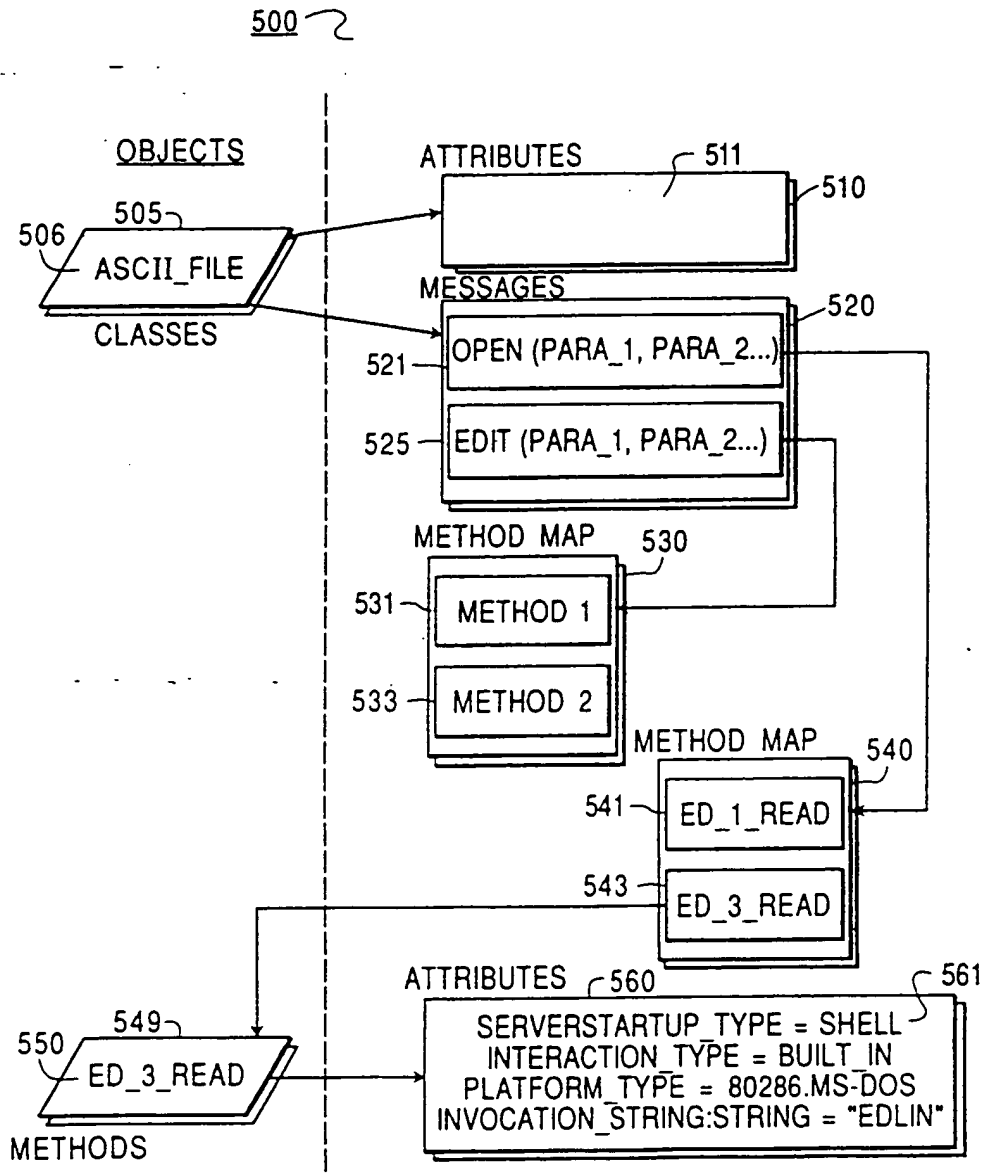 500
OBJECTS
ATTRIBUTES
511
510
505
506
ASCII_FILE
CLASSES
MESSAGES
520
OPEN (PARA_1, PARA_2...)
521
EDIT (PARA_1, PARA_2...)
525
METHOD MAP
530
531
METHOD 1
533
METHOD 2
METHOD MAP
540
541
ED_1_READ
543
ED_3_READ
ATTRIBUTES
560
561
SERVERSTARTUP_TYPE = SHELL
INTERACTION_TYPE = BUILT_IN
PLATFORM_TYPE = 80286.MS-DOS
INVOCATION_STRING:STRING = "EDLIN"
549
550
ED_3_READ
METHODS